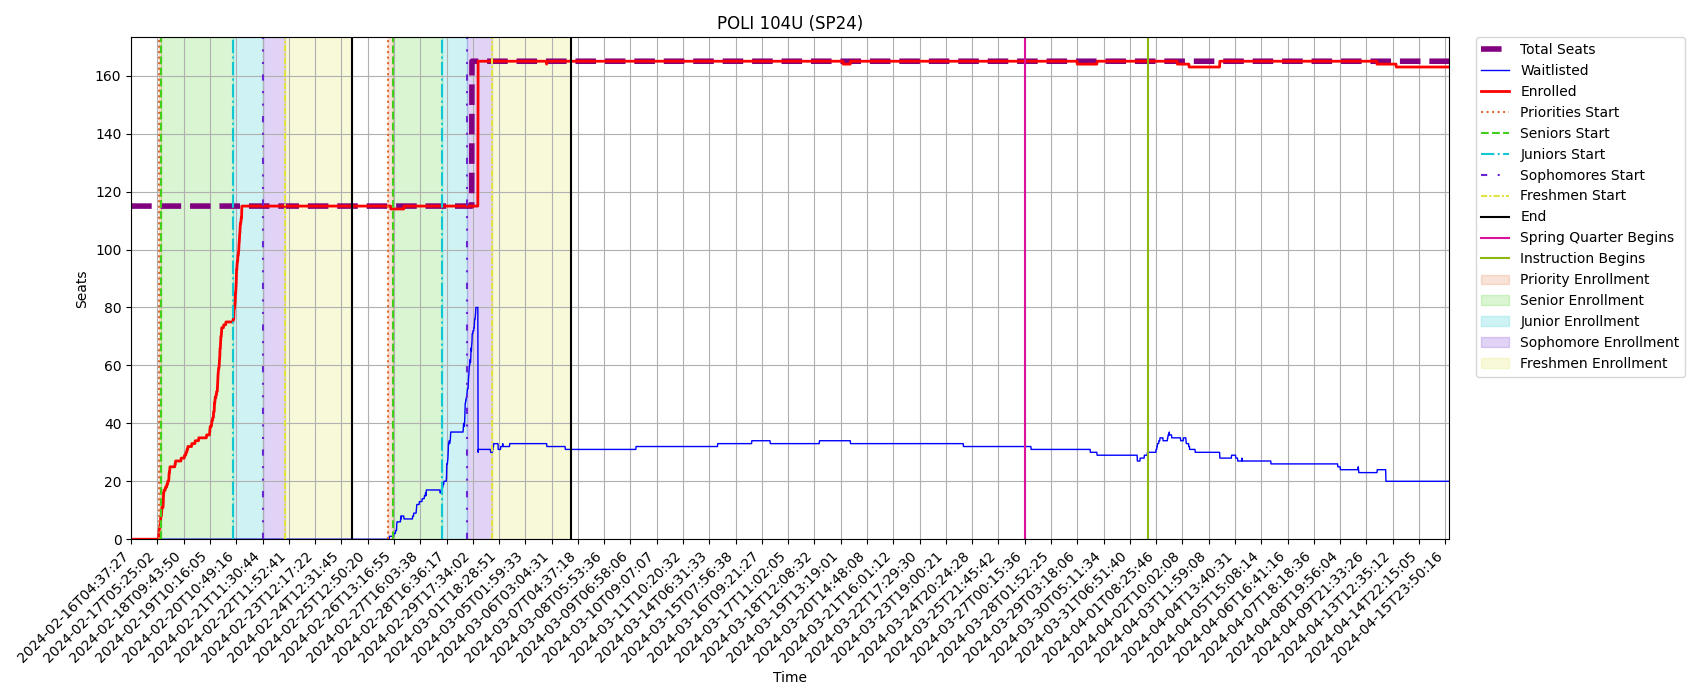 POLI 104U (SP24)
Seats
160
140
120
100
80
60
40
20
0
2024-02-16T04:37:27
2024-02-17T05:25:02
2024-02-18T09:43:50
2024-02-19T10:16:05
2024-02-20T10:49:16
2024-02-21T11:30:44
2024-02-22T11:52:41
2024-02-23T12:17:22
2024-02-24T12:31:45
2024-02-25T12:50:20
2024-02-26T13:16:55
2024-02-27T16:03:38
2024-02-28T16:36:17
2024-02-29T17:34:02
2024-03-01T18:28:51
2024-03-05T01:59:33
2024-03-06T03:04:31
2024-03-07T04:37:18
2024-03-08T05:53:36
2024-03-09T06:58:06
2024-03-10T09:07:07
2024-03-11T10:20:32
2024-03-14T06:31:33
2024-03-15T07:56:38
2024-03-16T09:21:27
2024-03-17T11:02:05
2024-03-18T12:08:32
2024-03-19T13:19:01
2024-03-20T14:48:08
2024-03-21T16:01:12
2024-03-22T17:29:30
2024-03-23T19:00:21
2024-03-24T20:24:28
2024-03-25T21:45:42
2024-03-27T00:15:36
2024-03-28T01:52:25
2024-03-29T03:18:06
2024-03-30T05:11:34
2024-03-31T06:51:40
2024-04-01T08:25:46
2024-04-02T10:02:08
2024-04-03T11:59:08
2024-04-04T13:40:31
2024-04-05T15:08:14
2024-04-06T16:41:16
2024-04-07T18:18:36
2024-04-08T19:56:04
2024-04-09T21:33:26
2024-04-13T12:35:12
2024-04-14T22:15:05
2024-04-15T23:50:16
Time
Total Seats
Waitlisted
Enrolled
Priorities Start
Seniors Start
Juniors Start
Sophomores Start
Freshmen Start
End
Spring Quarter Begins
Instruction Begins
Priority Enrollment
Senior Enrollment
Junior Enrollment
Sophomore Enrollment
Freshmen Enrollment